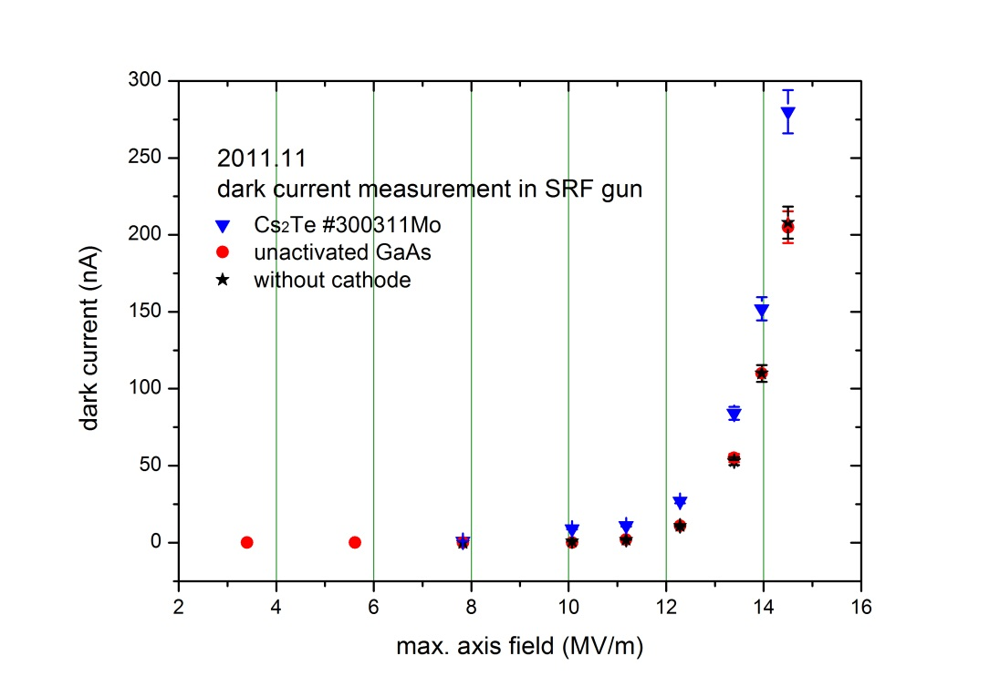 300
250
200
150
100
50
0
dark current (nA)
2011.11
dark current measurement in SRF gun
Cs₂Te #300311Mo
unactivated GaAs
without cathode
2 4 6 8 10 12 14 16
max. axis field (MV/m)